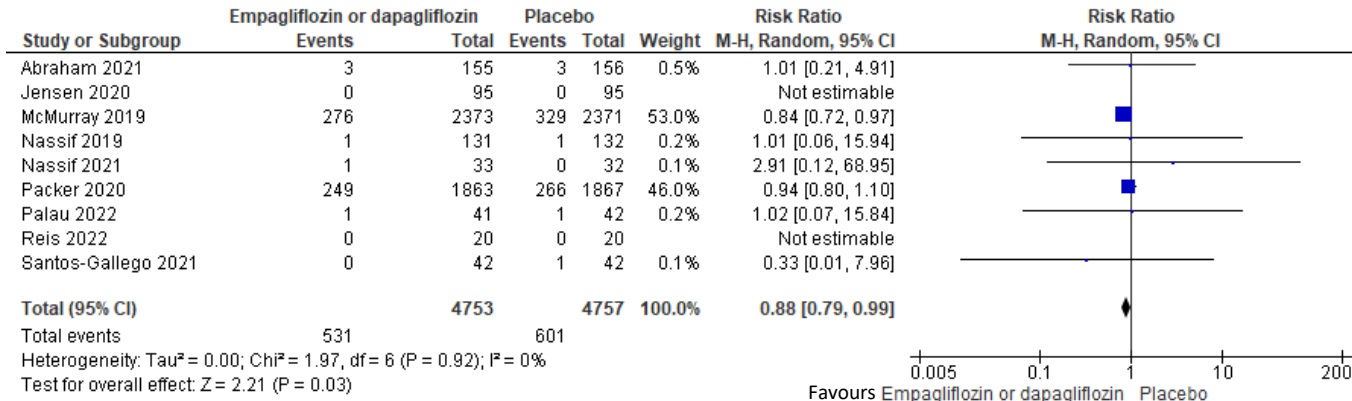 Empagliflozin or dapagliflozin Placebo Risk Ratio Risk Ratio
Study or Subgroup Events Total Events Total Weight M-H, Random, 95% CI M-H, Random, 95% CI
Abraham 2021 3 155 3 156 0.5% 1.01 [0.21, 4.91]
Jensen 2020 0 95 0 95 Not estimable
McMurray 2019 276 2373 329 2371 53.0% 0.84 [0.72, 0.97]
Nassif 2019 1 131 1 132 0.2% 1.01 [0.06, 15.94]
Nassif 2021 1 33 0 32 0.1% 2.91 [0.12, 68.95]
Packer 2020 249 1863 266 1867 46.0% 0.94 [0.80, 1.10]
Palau 2022 1 41 1 42 0.2% 1.02 [0.07, 15.84]
Reis 2022 0 20 0 20 Not estimable
Santos-Gallego 2021 0 42 1 42 0.1% 0.33 [0.01, 7.96]
Total (95% CI) 4753 4757 100.0% 0.88 [0.79, 0.99]
Total events 531 601
Heterogeneity: Tau² = 0.00; Chi² = 1.97, df = 6 (P = 0.92); I² = 0%
Test for overall effect: Z = 2.21 (P = 0.03)
0.005 0.1 1 10 200
Favours Empagliflozin or dapagliflozin Placebo